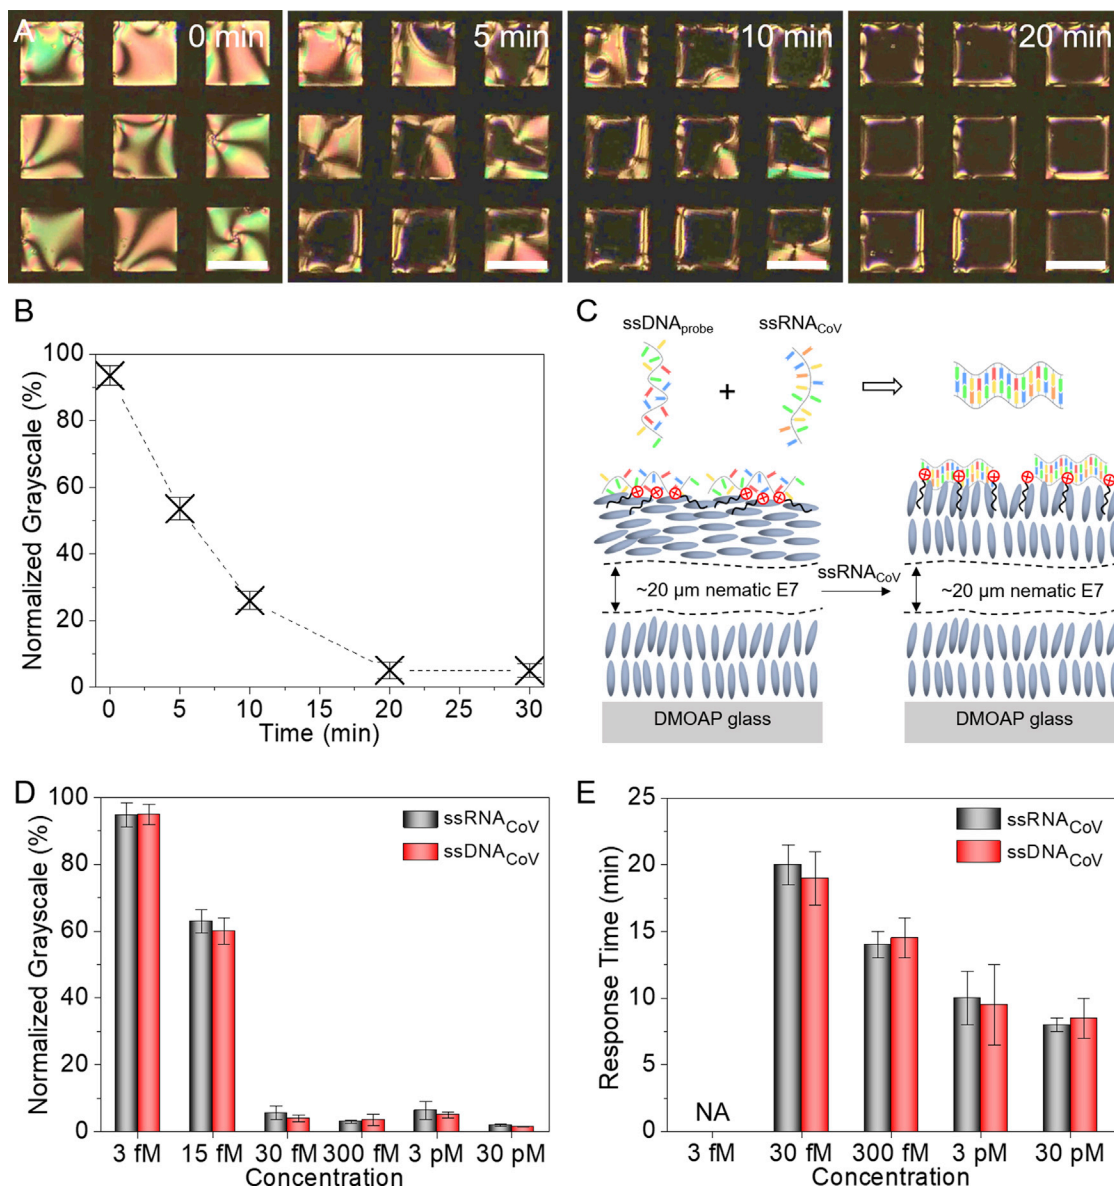 A
0 min
5 min
10 min
20 min
B
100
80
60
40
20
0
Normalized Grayscale (%)
0 5 10 15 20 25 30
Time (min)
C
ssDNAprobe
ssRNACoV
+
~20 µm nematic E7
ssRNACoV
~20 µm nematic E7
DMOAP glass
DMOAP glass
D
100
80
60
40
20
0
Normalized Grayscale (%)
ssRNACoV
ssDNACoV
3 fM 15 fM 30 fM 300 fM 3 pM 30 pM
Concentration
E
25
20
15
10
5
0
Response Time (min)
ssRNACoV
ssDNACoV
NA
3 fM 30 fM 300 fM 3 pM 30 pM
Concentration